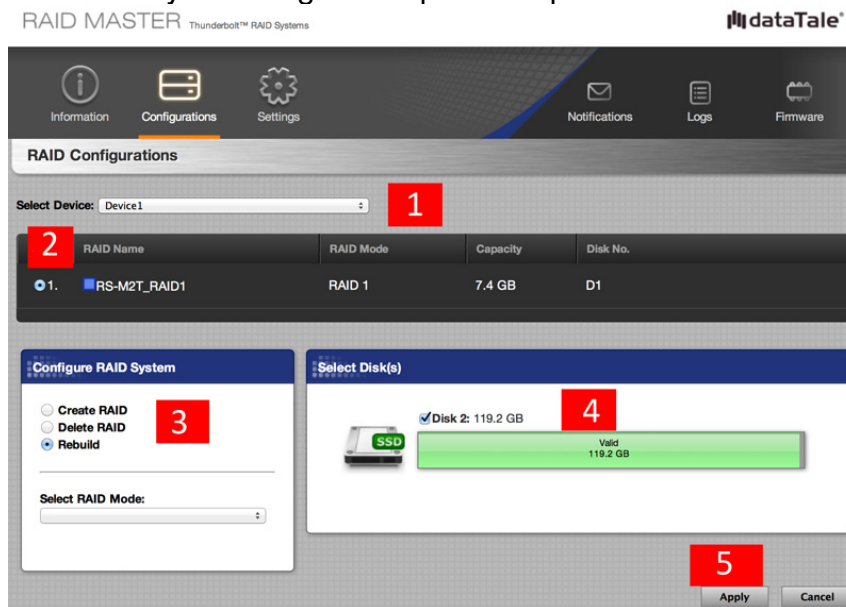 RAID MASTER Thunderbolt™ RAID Systems
dataTale®
Information
Configurations
Settings
Notifications
Logs
Firmware
RAID Configurations
Select Device: Device1
1
2
RAID Name
RAID Mode
Capacity
Disk No.
1. RS-M2T_RAID1
RAID 1
7.4 GB
D1
Configure RAID System
Create RAID
Delete RAID
Rebuild
3
Select RAID Mode:
Select Disk(s)
Disk 2: 119.2 GB
4
SSD
Valid
119.2 GB
5
Apply
Cancel